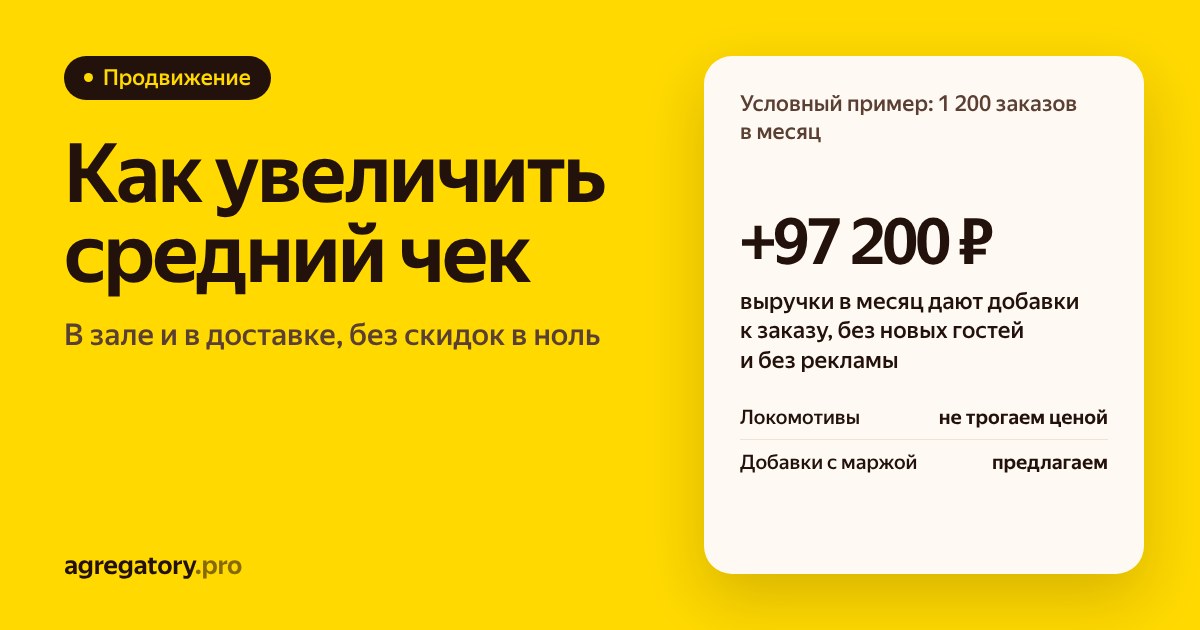 Продвижение
Как увеличить
средний чек
В зале и в доставке, без скидок в ноль
agregatory.pro
Условный пример: 1 200 заказов
в месяц
+97 200 ₽
выручки в месяц дают добавки
к заказу, без новых гостей
и без рекламы
Локомотивы не трогаем ценой
Добавки с маржой предлагаем